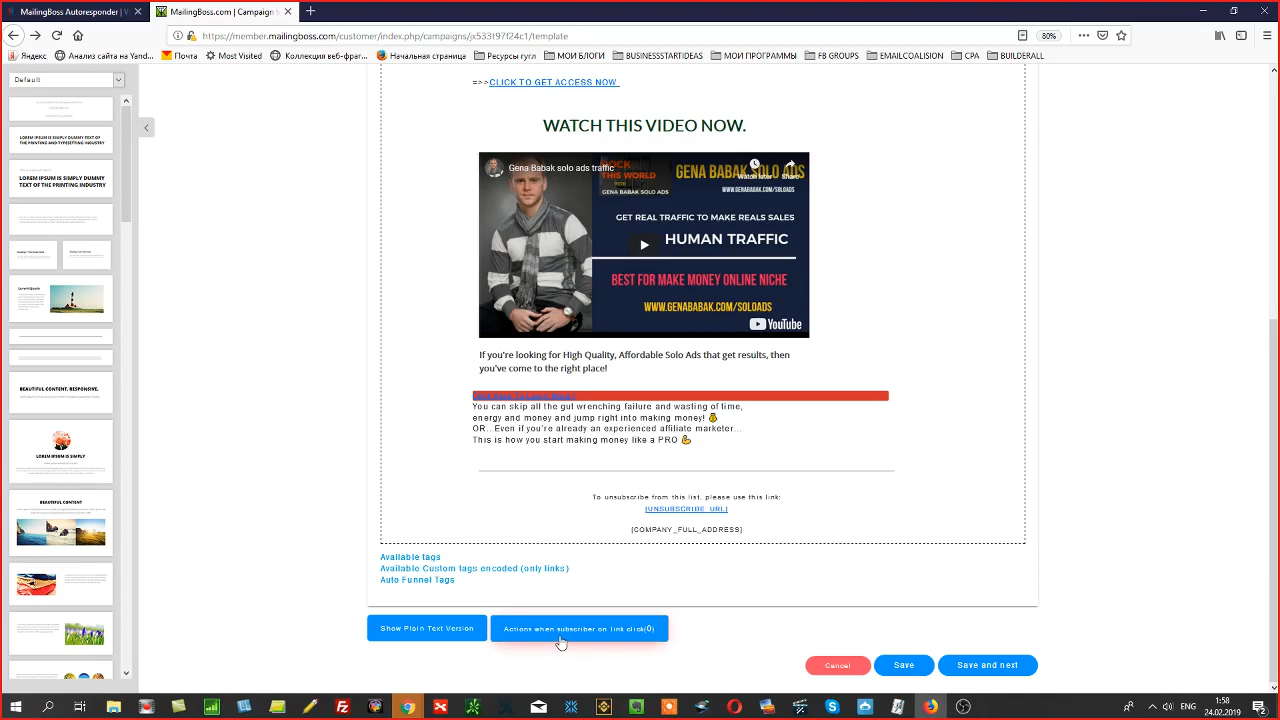 MailingBoss Autoresponder | Vi
MailingBoss.com | Campaign t
https://member.mailingboss.com/customer/index.php/campaigns/jx533t97f24c1/template
80%
Яндекс
Анализ сайта на Yand...
Почта
Most Visited
Коллекция веб-фраг...
Начальная страница
Ресурсы гугл
МОИ БЛОГИ
BUSINESSSTARTIDEAS
МОИ ПРОГРАММЫ
FB GROUPS
EMAILCOALISION
CPA
BUILDERALL
Default
LOREM IPSUM IS SIMPLY DUMMY TEXT OF
THE PRINTING AND TYPESETTING INDUSTRY
LOREM IPSUM IS SIMPLY DUMMY
TEXT OF THE PRINTING INDUSTRY
Lorem Ipsum
BEAUTIFUL CONTENT, RESPONSIVE.
LOREM IPSUM IS SIMPLY
BEAUTIFUL CONTENT
=>>CLICK TO GET ACCESS NOW
WATCH THIS VIDEO NOW.
Gena Babak solo ads traffic
Watch later
Share
ROCK
THIS WORLD
GENA BABAK SOLO ADS
GENA BABAK SOLO ADS
WWW.GENABABAK.COM/SOLOADS
GET REAL TRAFFIC TO MAKE REALS SALES
HUMAN TRAFFIC
BEST FOR MAKE MONEY ONLINE NICHE
WWW.GENABABAK.COM/SOLOADS
YouTube
If you're looking for High Quality, Affordable Solo Ads that get results, then
you've come to the right place!
You can skip all the gut wrenching failure and wasting of time,
energy and money and jump right into making money! 💰
OR...Even if you're already an experienced affiliate marketer...
This is how you start making money like a PRO 💪
To unsubscribe from this list, please use this link:
[UNSUBSCRIBE_URL]
[COMPANY_FULL_ADDRESS]
Available tags
Available Custom tags encoded (only links)
Auto Funnel Tags
Show Plain Text Version
Actions when subscriber on link click(0)
Cancel
Save
Save and next
ENG
1:58
24.02.2019
2